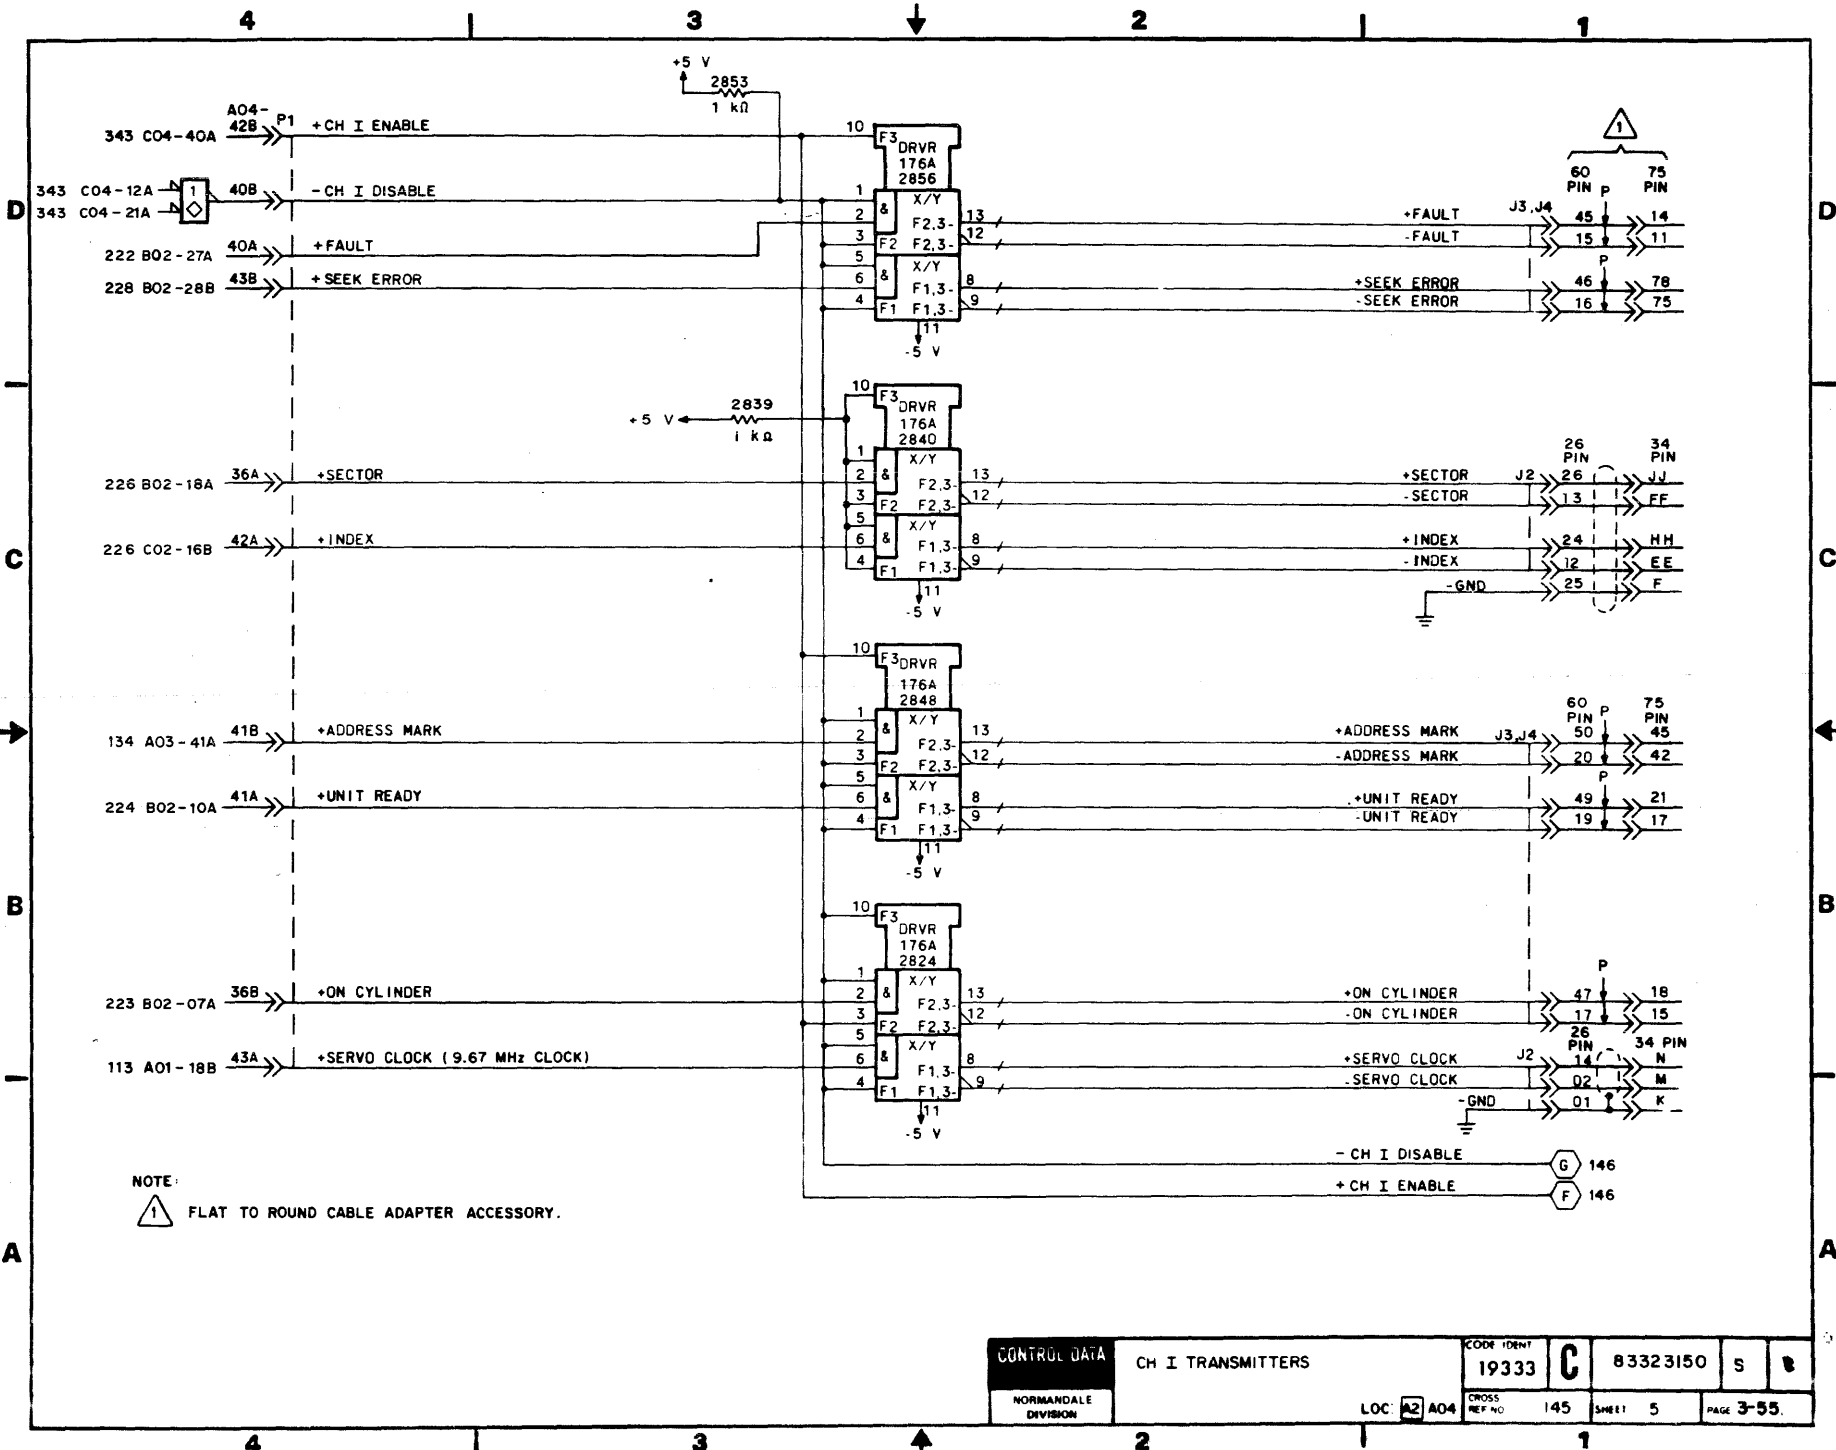 4 3 2 1
+5 V
2853
1 kΩ
A04-
343 C04-40A 42B P1 +CH I ENABLE
343 C04-12A 1 40B -CH I DISABLE
343 C04-21A
222 B02-27A 40A +FAULT
228 B02-28B 43B +SEEK ERROR
10 F3 DRVR
176A
2856
1 & X/Y
2 F2,3- 13
3 F2 F2,3- 12
5 X/Y
6 & F1,3- 8
4 F1 F1,3- 9
11
-5 V
1
60 PIN P 75 PIN
+FAULT J3,J4 45 14
-FAULT 15 11
P
+SEEK ERROR 46 78
-SEEK ERROR 16 75
D D
+5 V 2839
1 kΩ
10 F3 DRVR
176A
2840
1 X/Y
226 B02-18A 36A +SECTOR 2 & F2,3- 13
3 F2 F2,3- 12
5 X/Y
226 C02-16B 42A +INDEX 6 & F1,3- 8
4 F1 F1,3- 9
11
-5 V
26 PIN 34 PIN
+SECTOR J2 26 JJ
-SECTOR 13 FF
+INDEX 24 HH
-INDEX 12 EE
-GND 25 F
C C
10 F3 DRVR
176A
2848
1 X/Y
134 A03-41A 41B +ADDRESS MARK 2 & F2,3- 13
3 F2 F2,3- 12
5 X/Y
224 B02-10A 41A +UNIT READY 6 & F1,3- 8
4 F1 F1,3- 9
11
-5 V
60 PIN P 75 PIN
+ADDRESS MARK J3,J4 50 45
-ADDRESS MARK 20 42
P
+UNIT READY 49 21
-UNIT READY 19 17
B B
10 F3 DRVR
176A
2824
1 X/Y
223 B02-07A 36B +ON CYLINDER 2 & F2,3- 13
3 F2 F2,3- 12
5 X/Y
113 A01-18B 43A +SERVO CLOCK (9.67 MHz CLOCK) 6 & F1,3- 8
4 F1 F1,3- 9
11
-5 V
P
+ON CYLINDER 47 18
-ON CYLINDER 17 15
26 PIN 34 PIN
+SERVO CLOCK J2 14 N
-SERVO CLOCK 02 M
-GND 01 K
-CH I DISABLE G 146
+CH I ENABLE F 146
NOTE:
1 FLAT TO ROUND CABLE ADAPTER ACCESSORY.
A A
CONTROL DATA
NORMANDALE
DIVISION
CH I TRANSMITTERS
LOC A2 A04
CODE IDENT
19333 C 83323150 S
CROSS
REF NO 145 SHEET 5 PAGE 3-55.
4 3 2 1